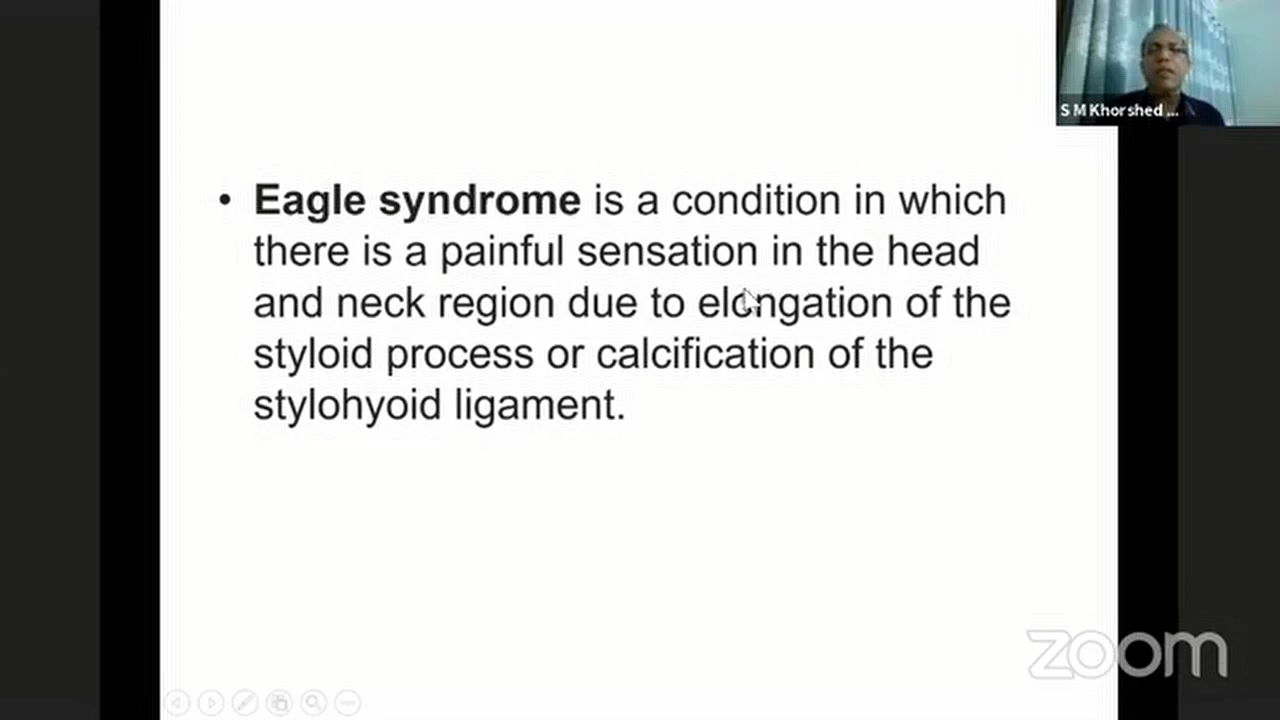 S M Khorshed ...
• Eagle syndrome is a condition in which
there is a painful sensation in the head
and neck region due to elongation of the
styloid process or calcification of the
stylohyoid ligament.
zoom